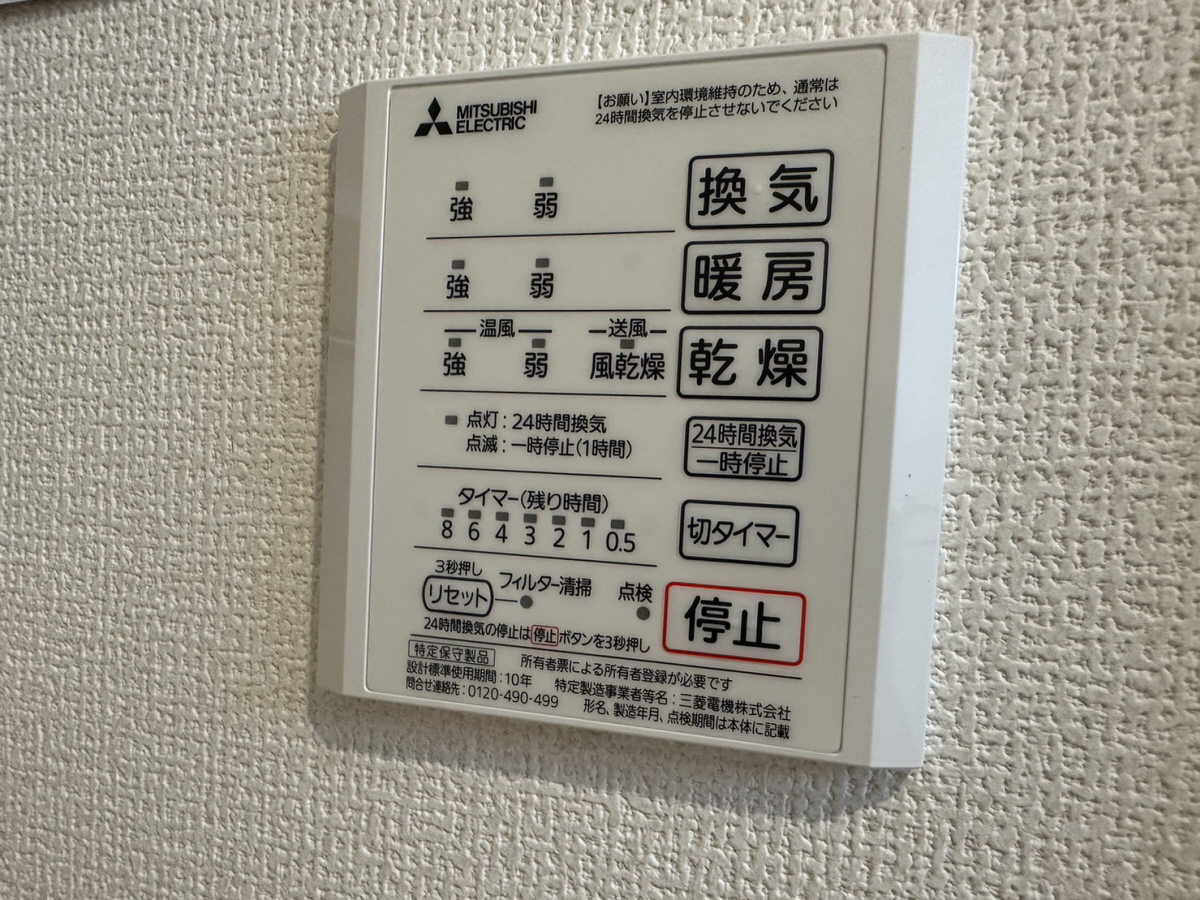 MITSUBISHI
ELECTRIC
【お願い】室内環境維持のため、通常は
24時間換気を停止させないでください
強 弱 換気
強 弱 暖房
温風 送風
強 弱 風乾燥 乾燥
点灯：24時間換気
点滅：一時停止(1時間)
24時間換気
一時停止
タイマー(残り時間)
8 6 4 3 2 1 0.5
切タイマー
3秒押し
リセット フィルター清掃 点検
停止
24時間換気の停止は停止ボタンを3秒押し
特定保守製品 所有者票による所有者登録が必要です
設計標準使用期間：10年 特定製造事業者等名：三菱電機株式会社
問合せ連絡先：0120-490-499 形名、製造年月、点検期間は本体に記載